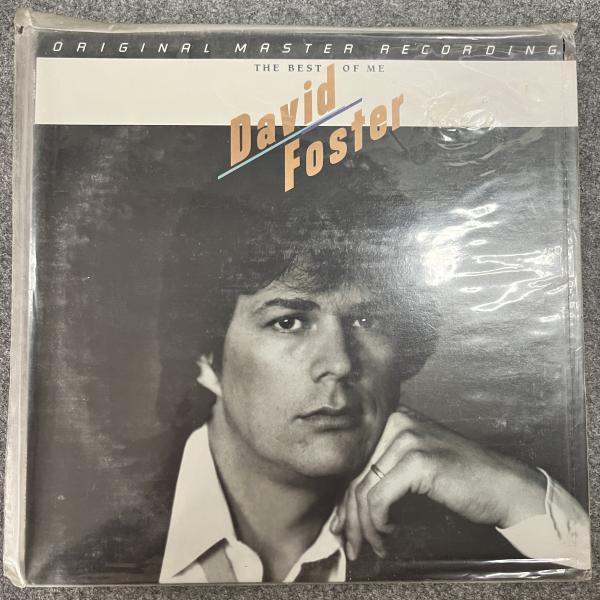 ORIGINAL MASTER RECORDING
THE BEST OF ME
David
Foster